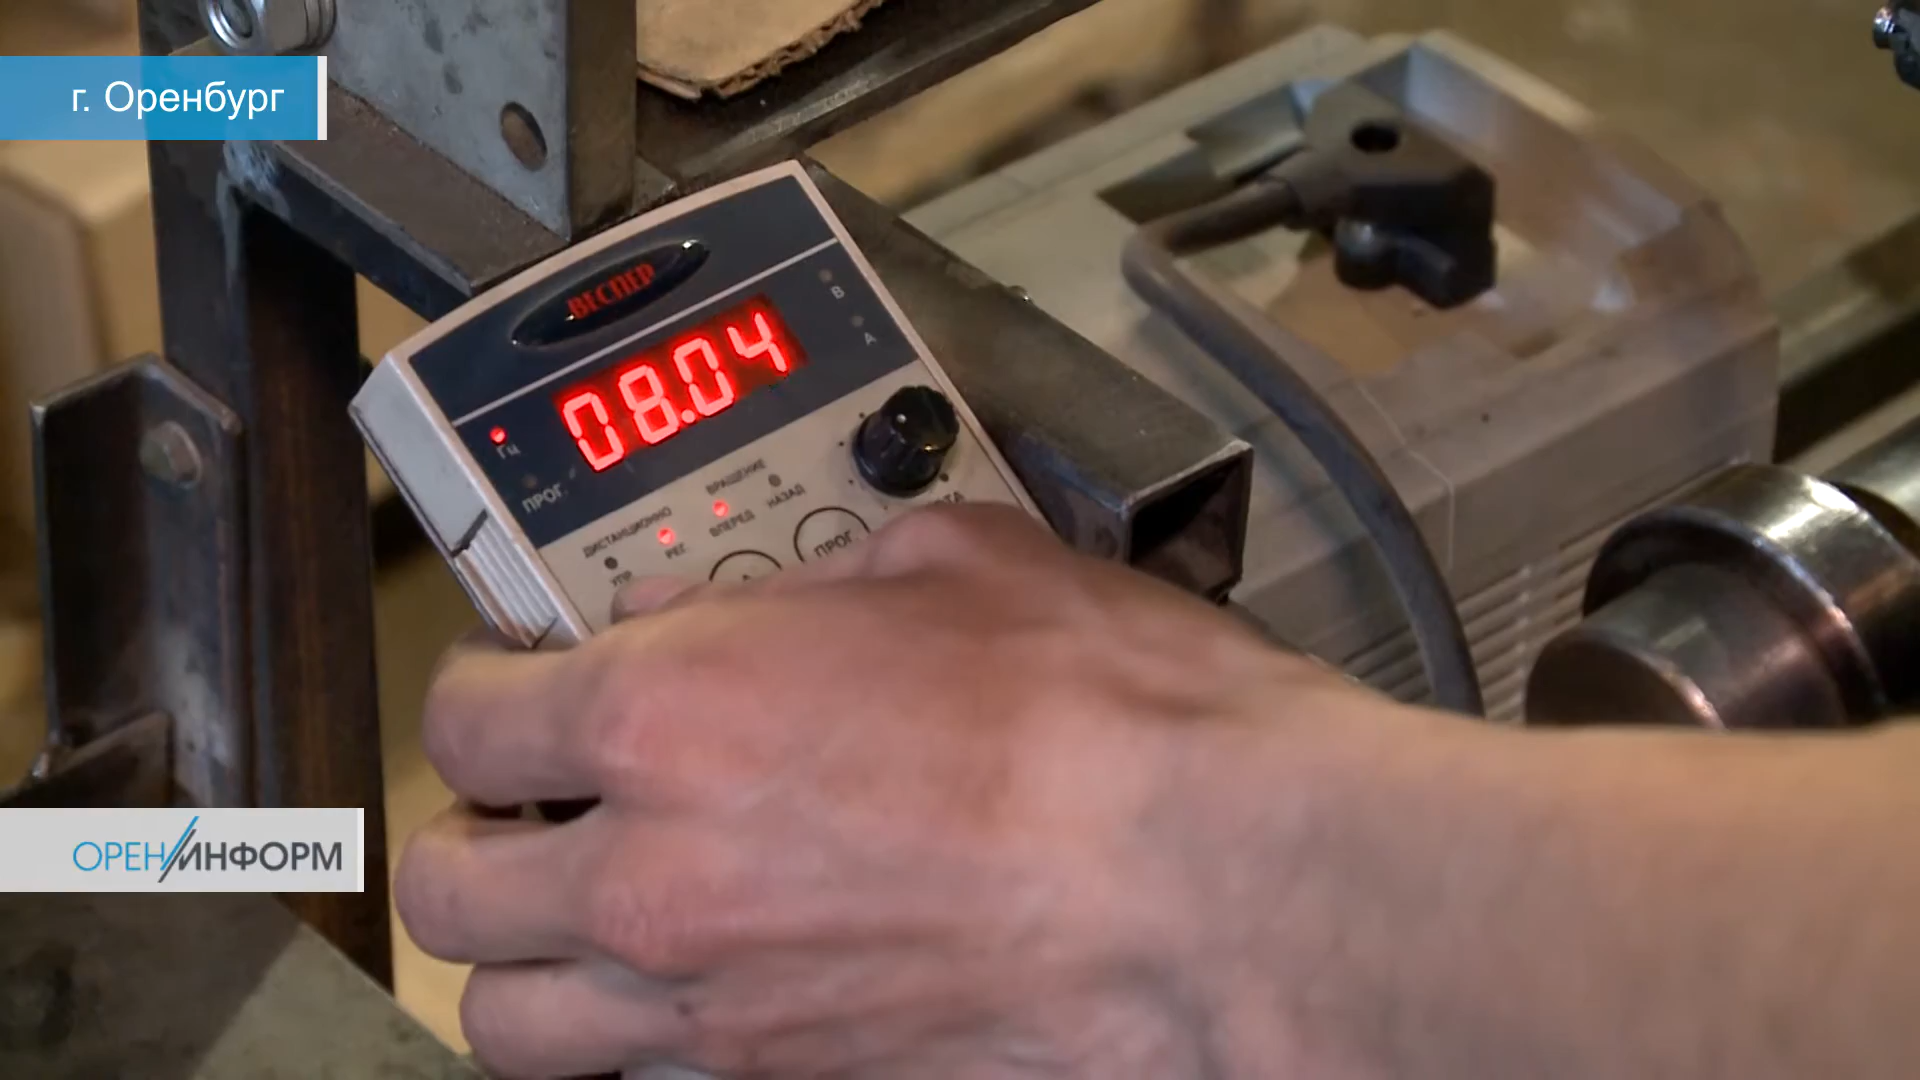 г. Оренбург
ВЕСПЕР
08.04
В
А
Гц
ПРОГ.
ДИСТАНЦИОННО
ВРАЩЕНИЕ
УПР.
РЕГ.
ВПЕРЕД
НАЗАД
ПРОГ.
ОРЕНИНФОРМ